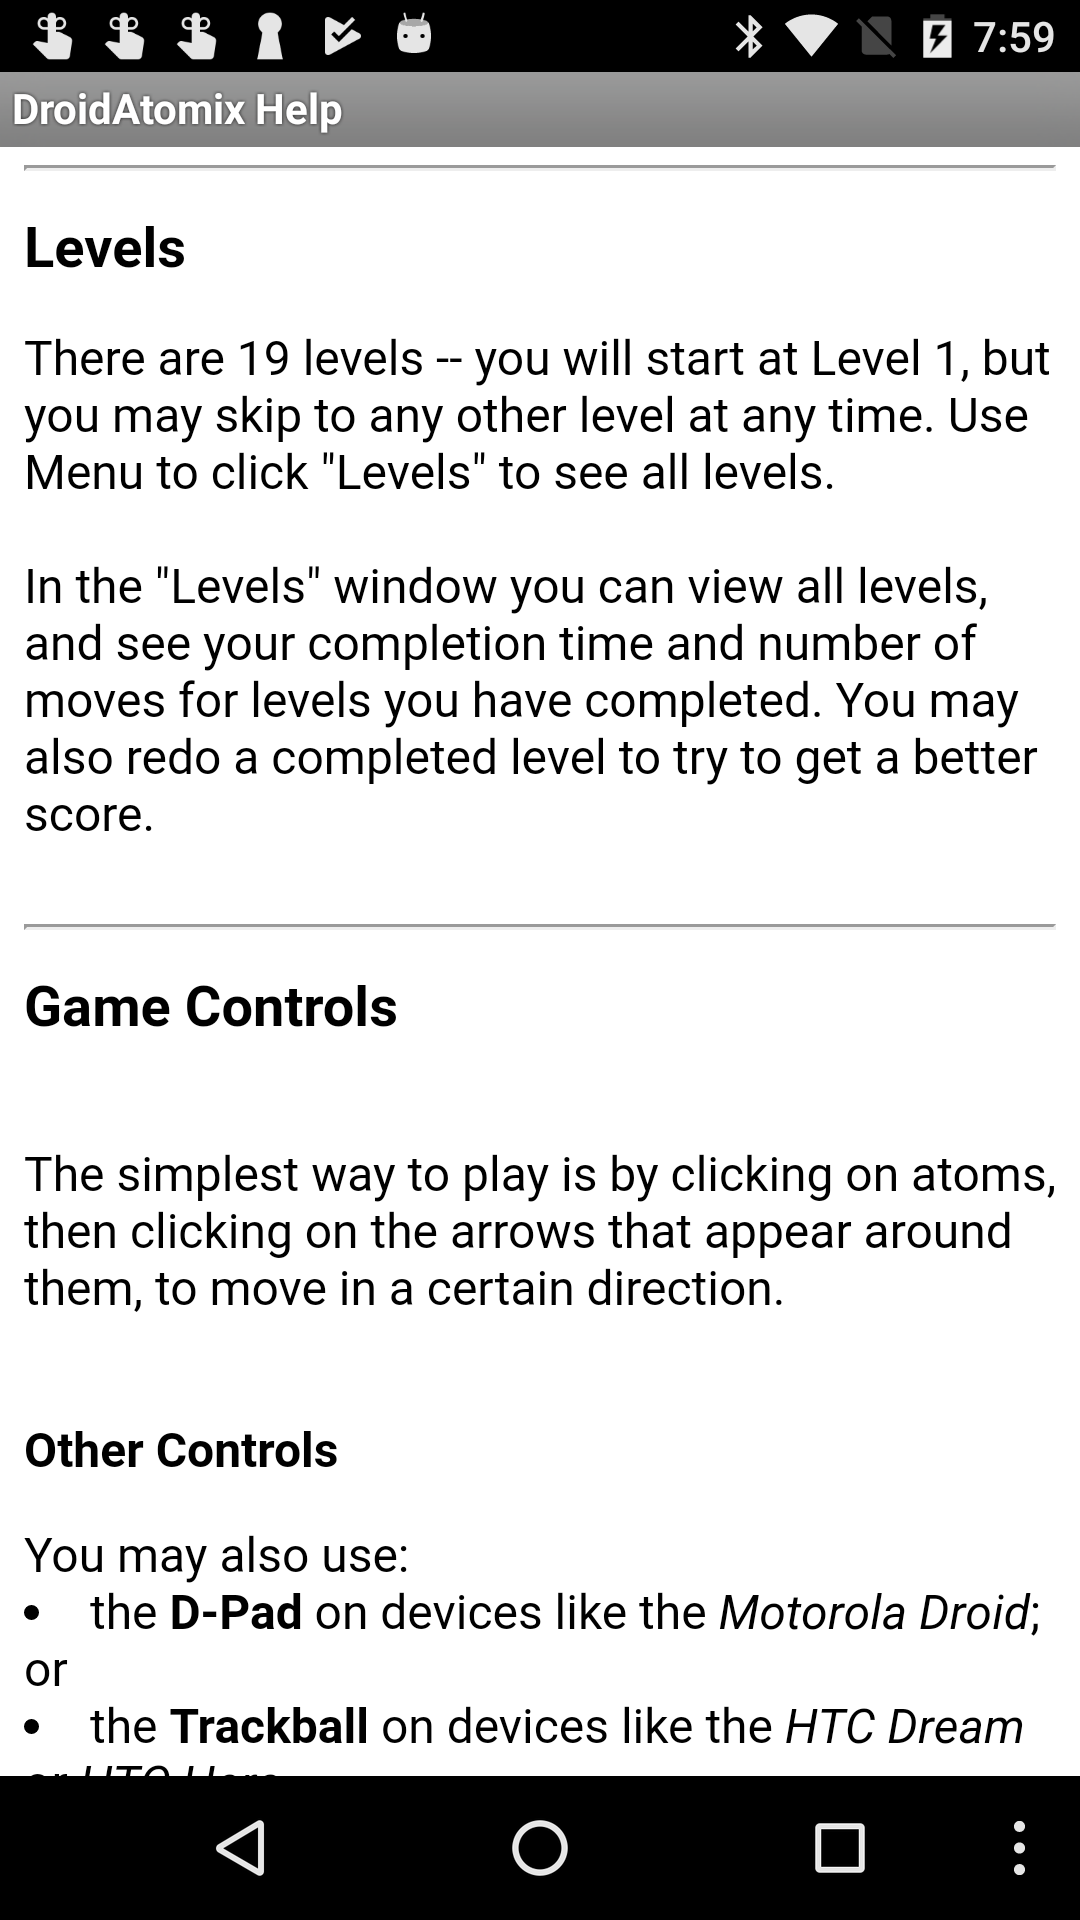 7:59
DroidAtomix Help
Levels
There are 19 levels -- you will start at Level 1, but
you may skip to any other level at any time. Use
Menu to click "Levels" to see all levels.
In the "Levels" window you can view all levels,
and see your completion time and number of
moves for levels you have completed. You may
also redo a completed level to try to get a better
score.
Game Controls
The simplest way to play is by clicking on atoms,
then clicking on the arrows that appear around
them, to move in a certain direction.
Other Controls
You may also use:
• the D-Pad on devices like the Motorola Droid;
or
• the Trackball on devices like the HTC Dream
or HTC Hero